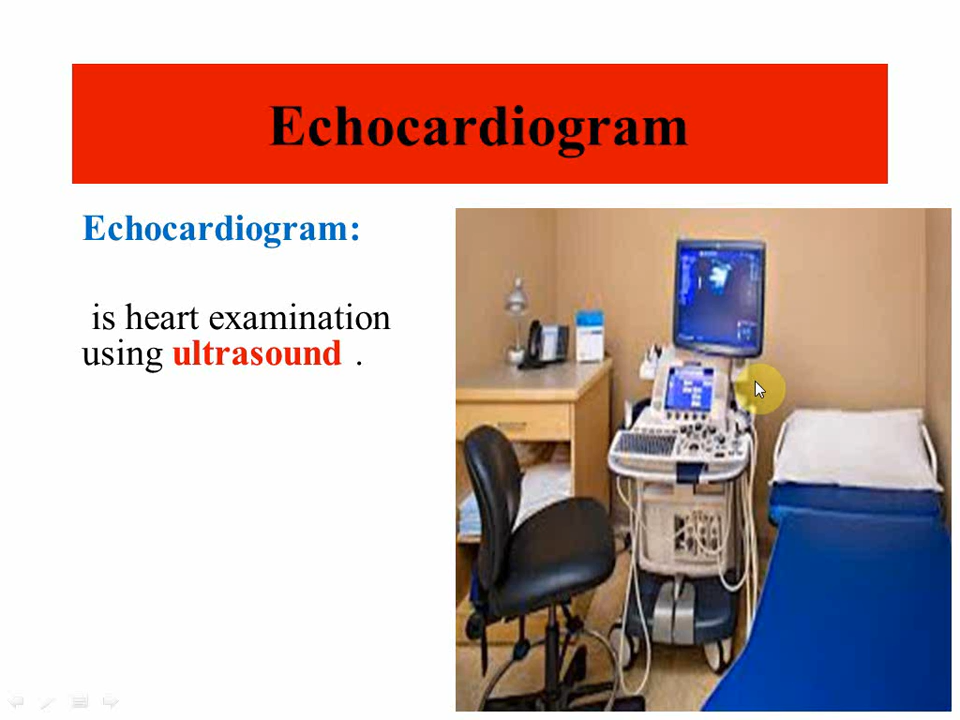 Echocardiogram
Echocardiogram:
is heart examination
using ultrasound .